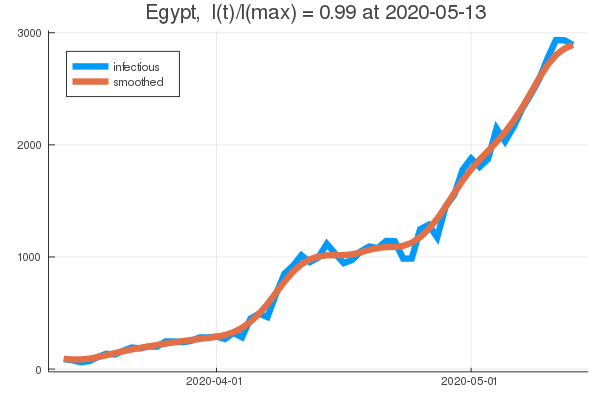 Egypt, I(t)/I(max) = 0.99 at 2020-05-13
3000
infectious
smoothed
2000
1000
0
2020-04-01 2020-05-01